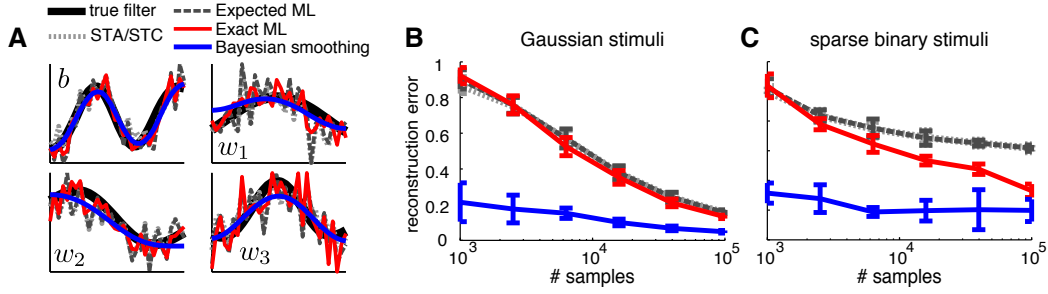 true filter
Expected ML
STA/STC
Exact ML
Bayesian smoothing
A
b
w1
w2
w3
B
Gaussian stimuli
reconstruction error
1
0.8
0.6
0.4
0.2
0
10^3
10^4
10^5
# samples
C
sparse binary stimuli
10^3
10^4
10^5
# samples